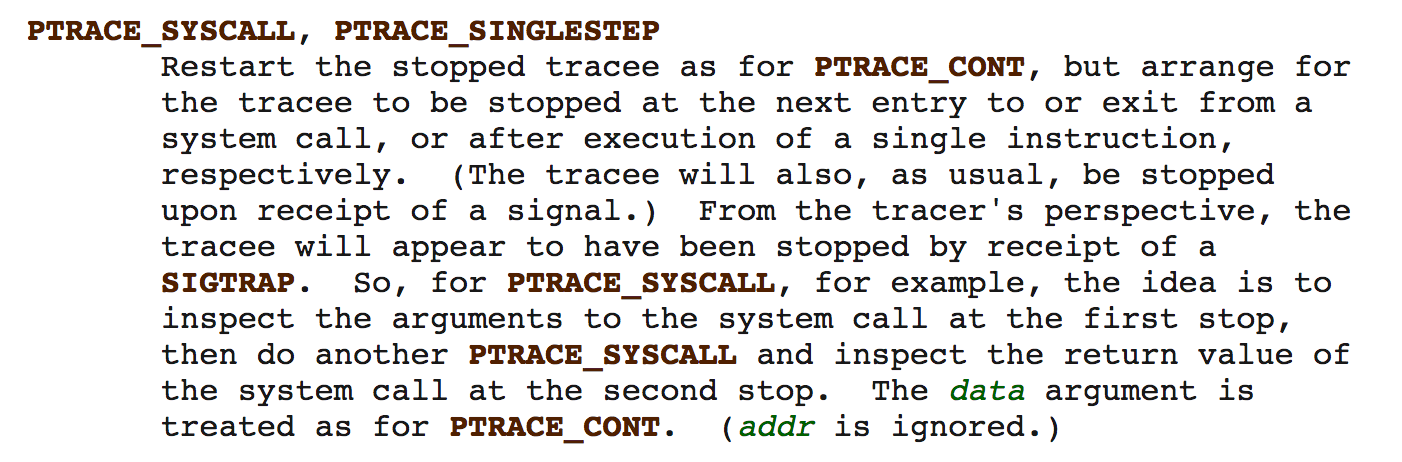 PTRACE_SYSCALL, PTRACE_SINGLESTEP
Restart the stopped tracee as for PTRACE_CONT, but arrange for
the tracee to be stopped at the next entry to or exit from a
system call, or after execution of a single instruction,
respectively.  (The tracee will also, as usual, be stopped
upon receipt of a signal.)  From the tracer's perspective, the
tracee will appear to have been stopped by receipt of a
SIGTRAP.  So, for PTRACE_SYSCALL, for example, the idea is to
inspect the arguments to the system call at the first stop,
then do another PTRACE_SYSCALL and inspect the return value of
the system call at the second stop.  The data argument is
treated as for PTRACE_CONT.  (addr is ignored.)